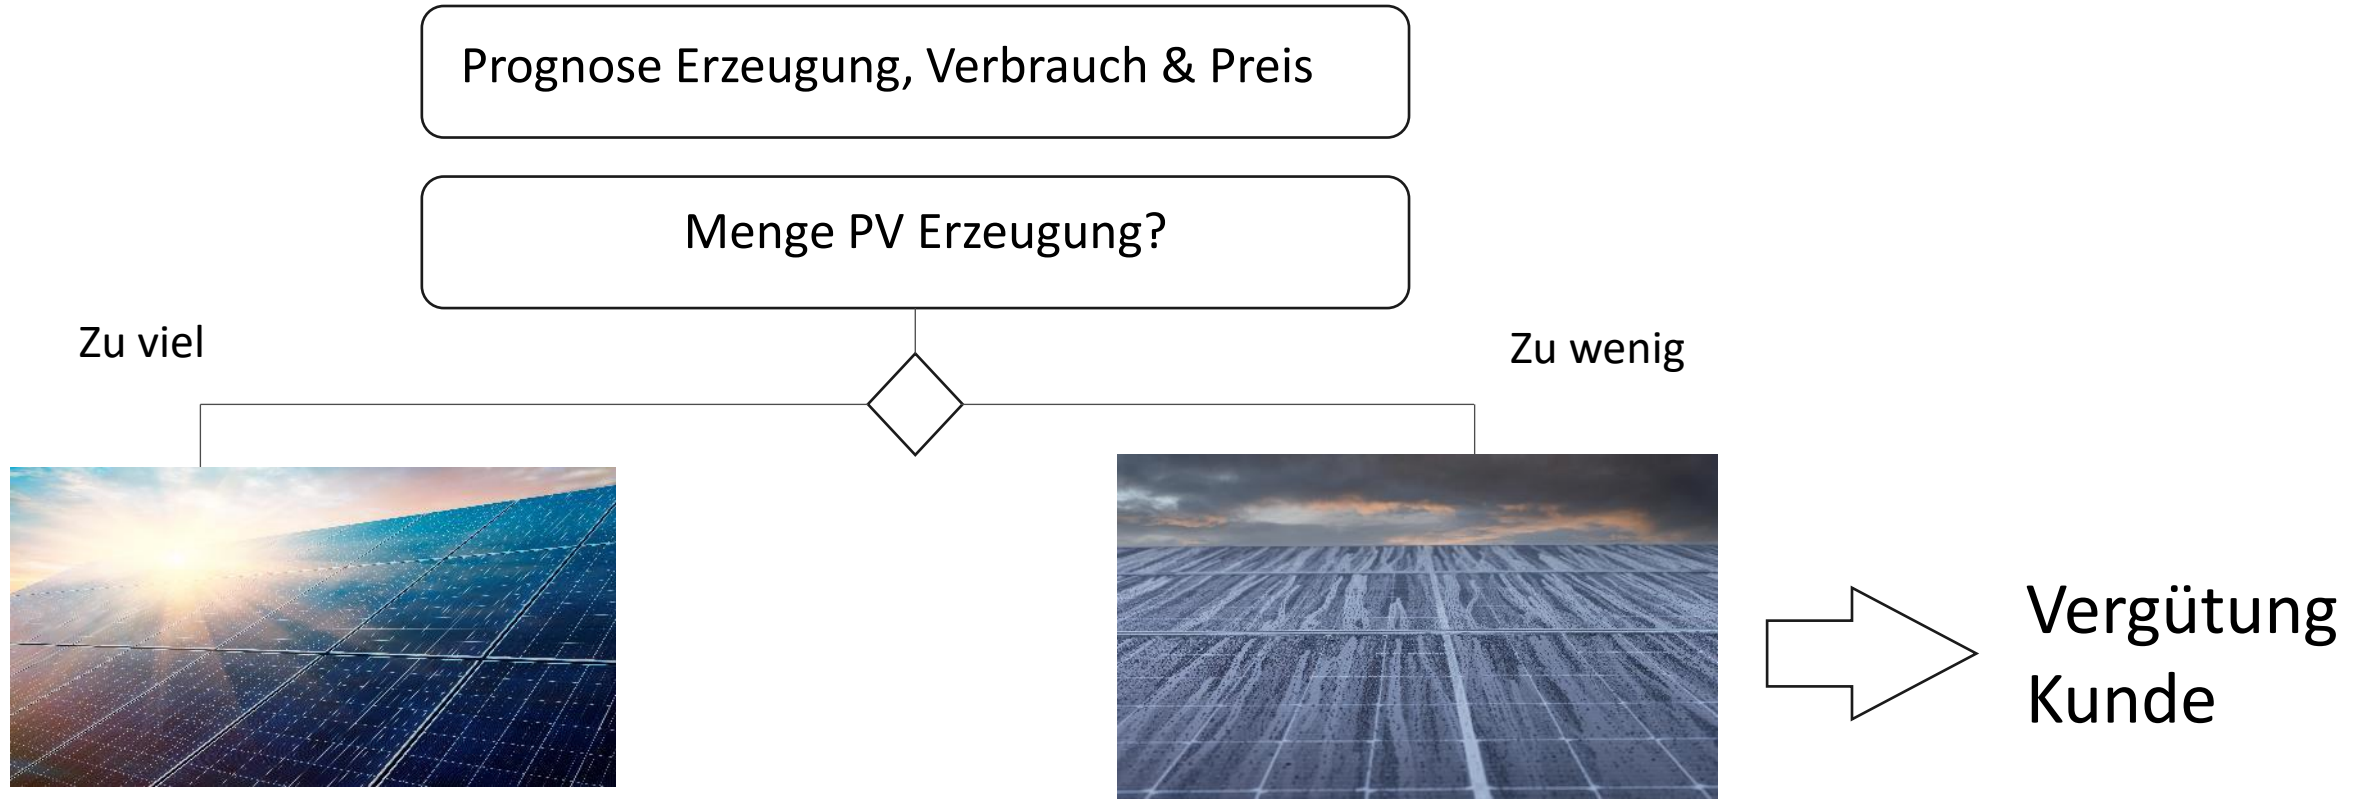 Prognose Erzeugung, Verbrauch & Preis
Menge PV Erzeugung?
Zu viel
Zu wenig
Vergütung
Kunde